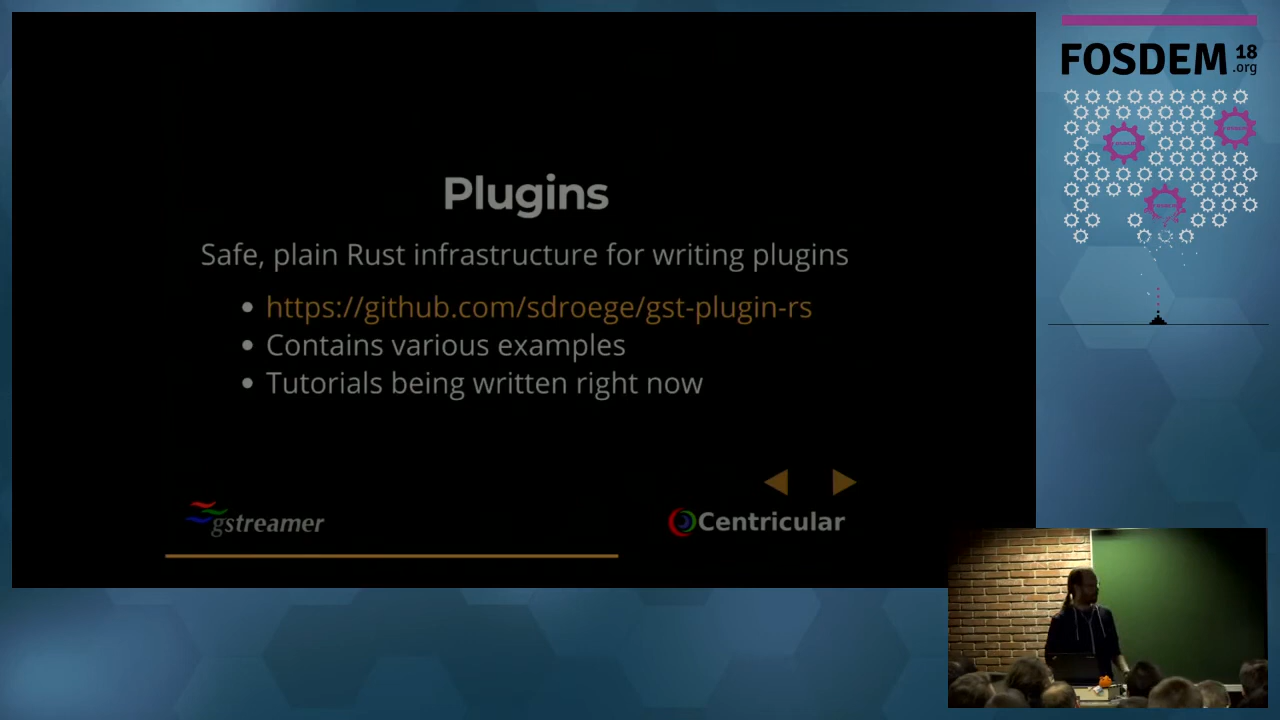 Plugins
Safe, plain Rust infrastructure for writing plugins
https://github.com/sdroege/gst-plugin-rs
Contains various examples
Tutorials being written right now
gstreamer
Centricular
FOSDEM 18
.org